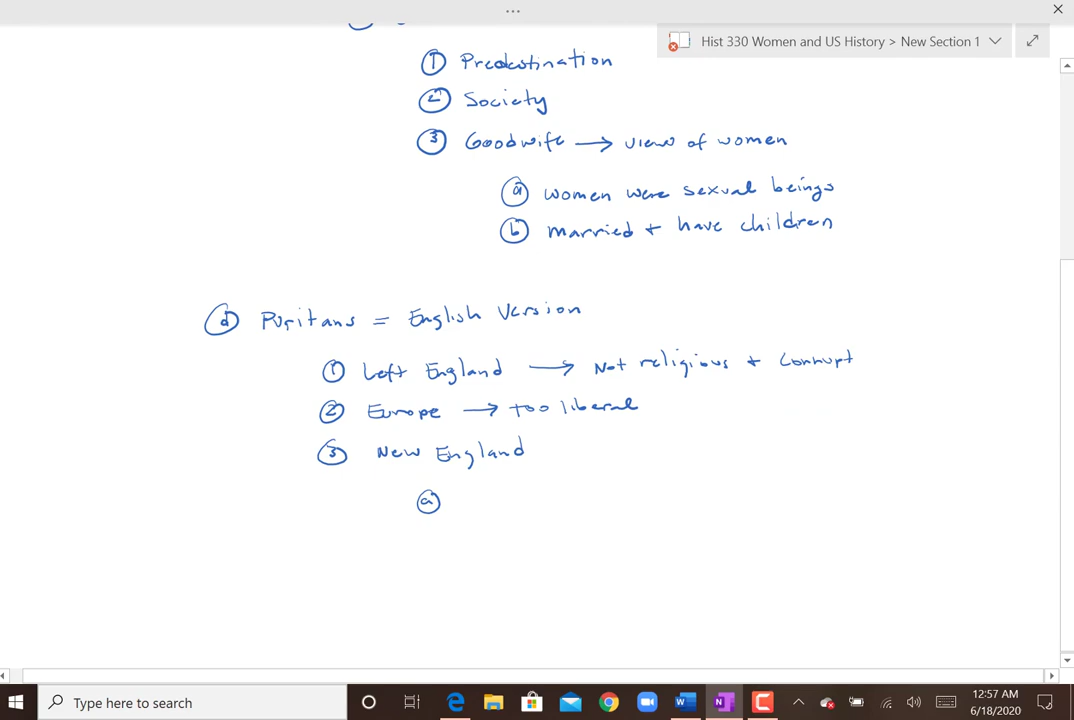 Hist 330 Women and US History > New Section 1
① Predestination
② Society
③ Goodwife → views of women
ⓐ women were sexual beings
ⓑ married + have children
ⓓ Puritans = English Version
① Left England → Not religious + corrupt
② Europe → too liberal
③ New England
ⓐ
Type here to search
12:57 AM
6/18/2020